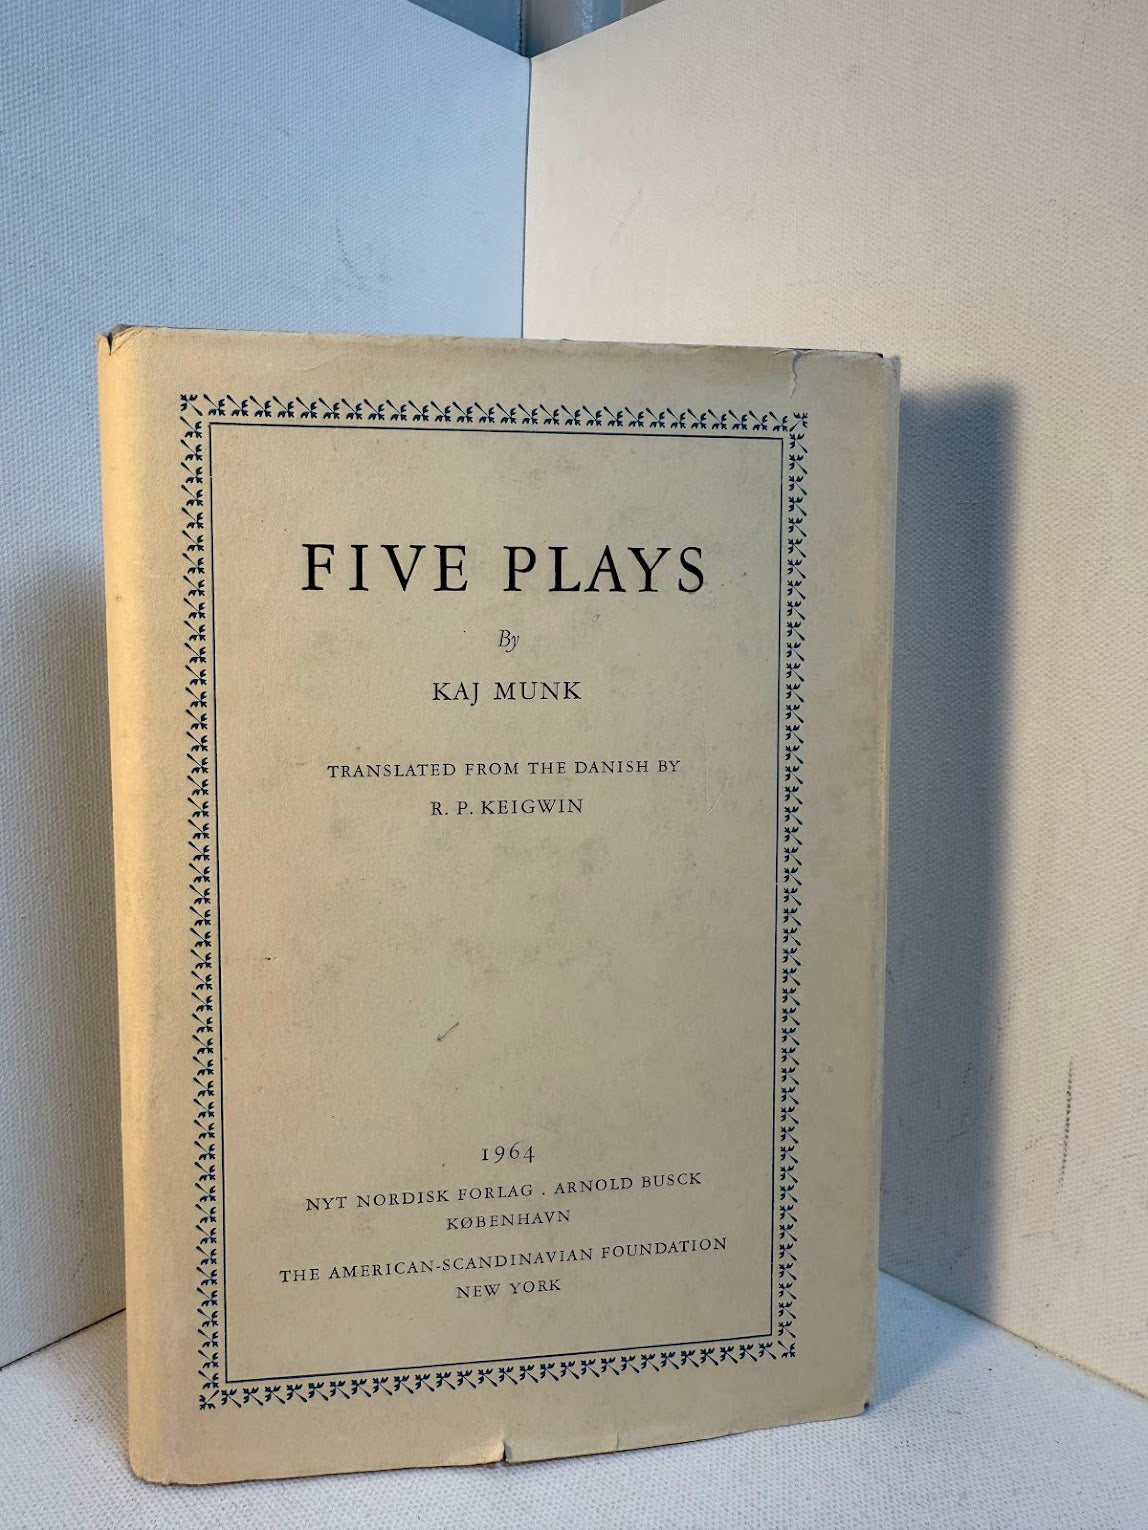 FIVE PLAYS
By
KAJ MUNK
TRANSLATED FROM THE DANISH BY
R. P. KEIGWIN
1964
NYT NORDISK FORLAG . ARNOLD BUSCK
KØBENHAVN
THE AMERICAN-SCANDINAVIAN FOUNDATION
NEW YORK